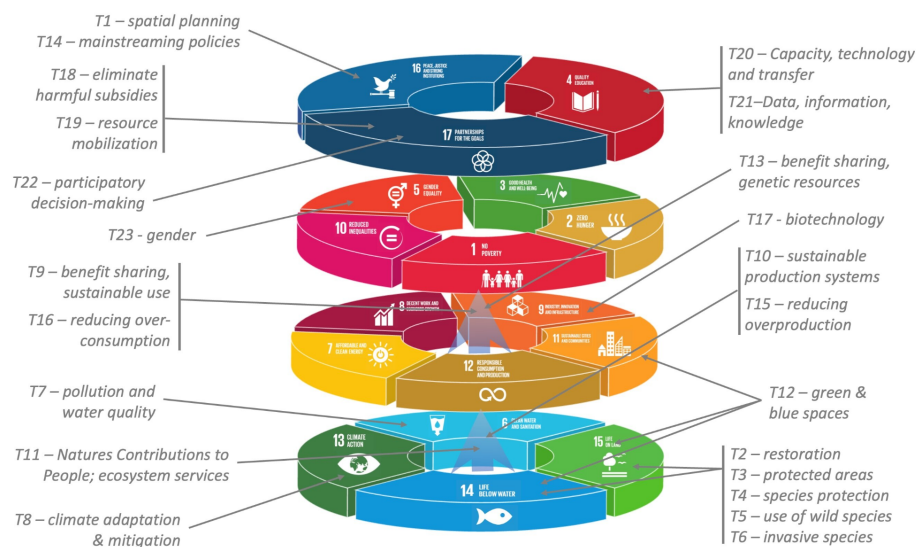 T1 – spatial planning
T14 – mainstreaming policies
T18 – eliminate
harmful subsidies
T19 – resource
mobilization
T22 – participatory
decision-making
T23 - gender
T9 – benefit sharing,
sustainable use
T16 – reducing over-
consumption
T7 – pollution and
water quality
T11 – Natures Contributions to
People; ecosystem services
T8 – climate adaptation
& mitigation
16 PEACE, JUSTICE
AND STRONG
INSTITUTIONS
4 QUALITY
EDUCATION
17 PARTNERSHIPS
FOR THE GOALS
5 GENDER
EQUALITY
3 GOOD HEALTH
AND WELL-BEING
10 REDUCED
INEQUALITIES
2 ZERO
HUNGER
1 NO
POVERTY
8 DECENT WORK AND
ECONOMIC GROWTH
9 INDUSTRY, INNOVATION
AND INFRASTRUCTURE
7 AFFORDABLE AND
CLEAN ENERGY
11 SUSTAINABLE CITIES
AND COMMUNITIES
12 RESPONSIBLE
CONSUMPTION
AND PRODUCTION
6 CLEAN WATER
AND SANITATION
13 CLIMATE
ACTION
15 LIFE
ON LAND
14 LIFE
BELOW WATER
T20 – Capacity, technology
and transfer
T21–Data, information,
knowledge
T13 – benefit sharing,
genetic resources
T17 - biotechnology
T10 – sustainable
production systems
T15 – reducing
overproduction
T12 – green &
blue spaces
T2 – restoration
T3 – protected areas
T4 – species protection
T5 – use of wild species
T6 – invasive species